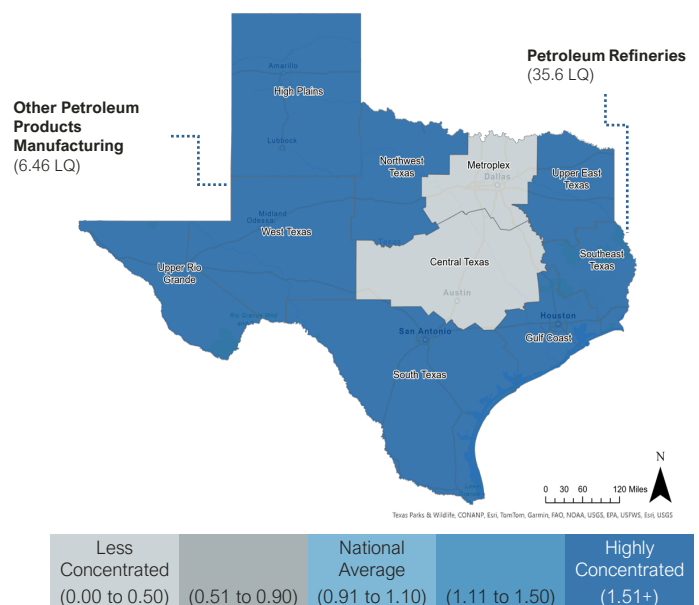 Petroleum Refineries
(35.6 LQ)
Other Petroleum
Products
Manufacturing
(6.46 LQ)
Amarillo
High Plains
Lubbock
Northwest
Texas
Metroplex
Dallas
Upper East
Texas
Midland
Odessa
West Texas
Texas
Central Texas
Southeast
Texas
Upper Rio
Grande
Austin
San Antonio
Houston
Gulf Coast
South Texas
N
0 30 60 120 Miles
Texas Parks & Wildlife, CONANP, Esri, TomTom, Garmin, FAO, NOAA, USGS, EPA, USFWS, Esri, USGS
Less
Concentrated
(0.00 to 0.50)
(0.51 to 0.90)
National
Average
(0.91 to 1.10)
(1.11 to 1.50)
Highly
Concentrated
(1.51+)